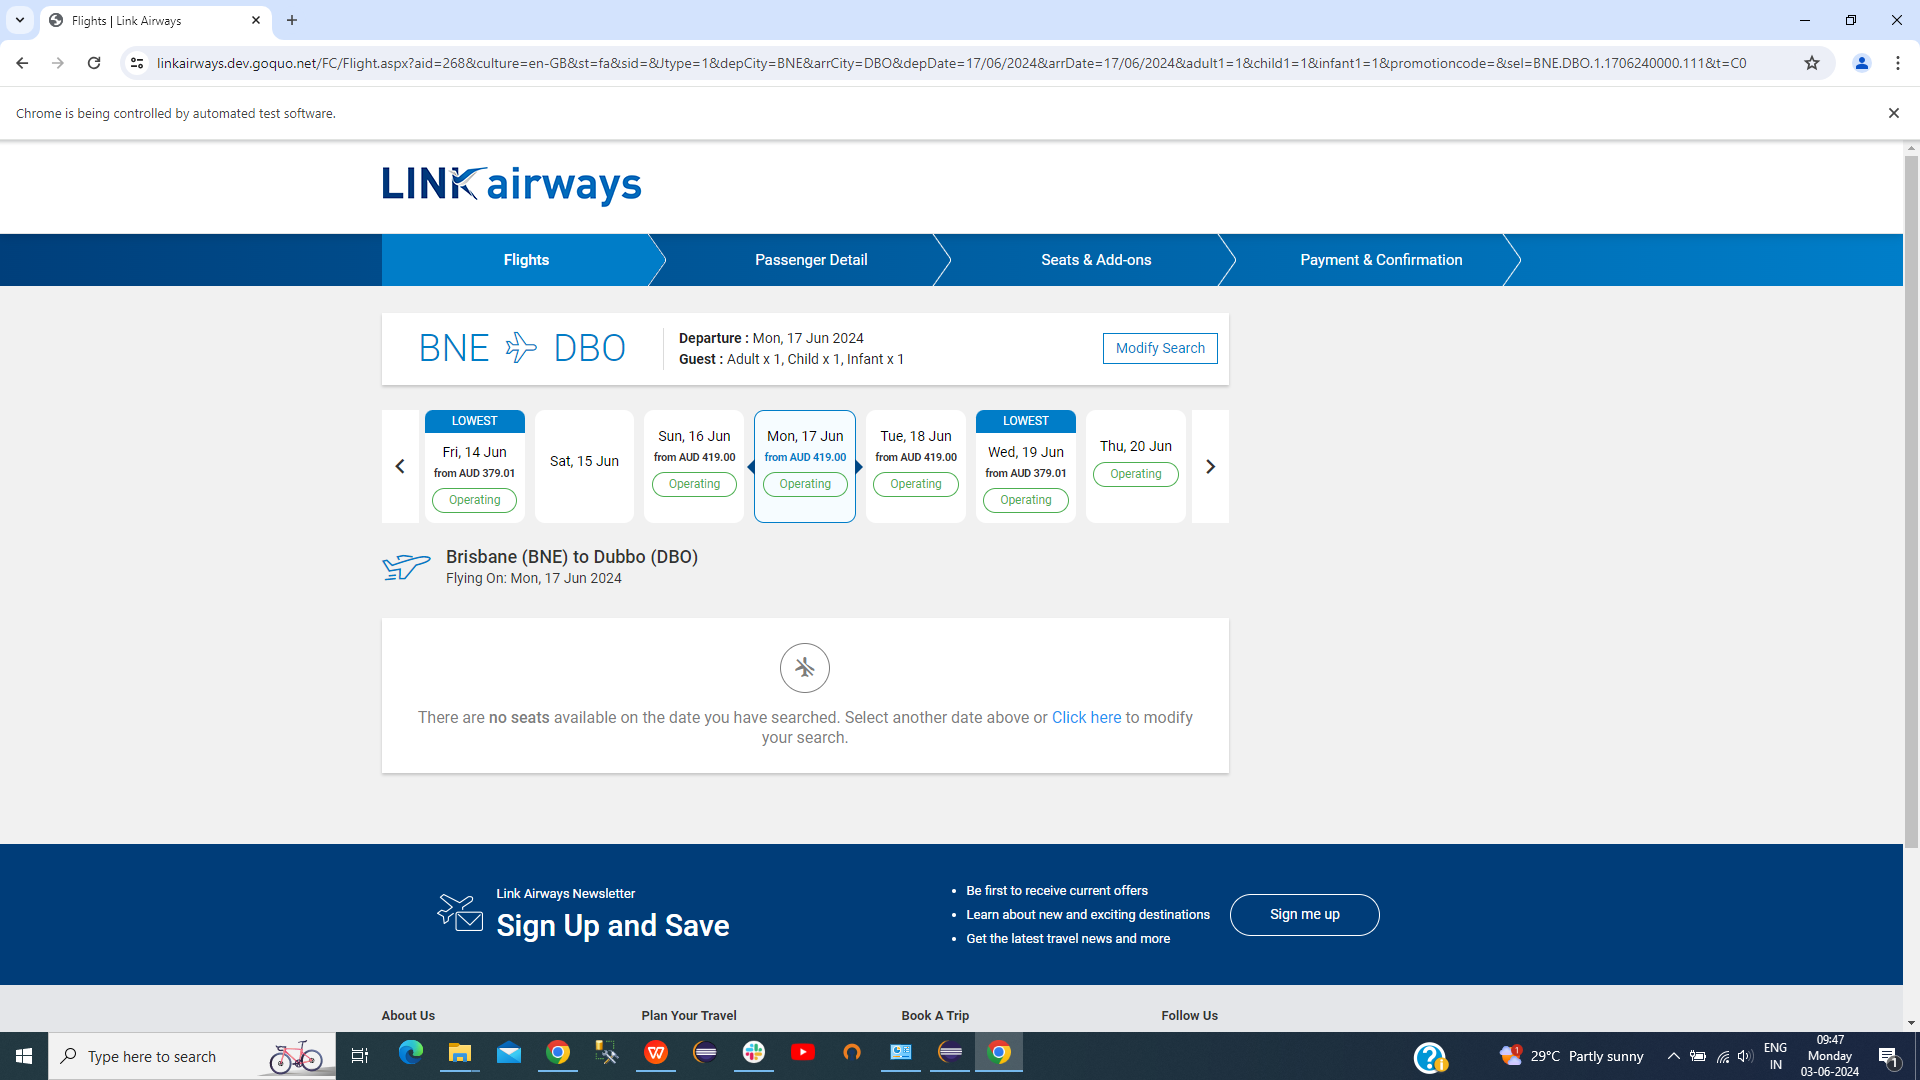 Flights | Link Airways
linkairways.dev.goquo.net/FC/Flight.aspx?aid=268&culture=en-GB&st=fa&sid=&Jtype=1&depCity=BNE&arrCity=DBO&depDate=17/06/2024&arrDate=17/06/2024&adult1=1&child1=1&infant1=1&promotioncode=&sel=BNE.DBO.1.1706240000.111&t=C0
Chrome is being controlled by automated test software.
LINK airways
Flights
Passenger Detail
Seats & Add-ons
Payment & Confirmation
BNE DBO
Departure : Mon, 17 Jun 2024
Guest : Adult x 1, Child x 1, Infant x 1
Modify Search
LOWEST
Fri, 14 Jun
from AUD 379.01
Operating
Sat, 15 Jun
Sun, 16 Jun
from AUD 419.00
Operating
Mon, 17 Jun
from AUD 419.00
Operating
Tue, 18 Jun
from AUD 419.00
Operating
LOWEST
Wed, 19 Jun
from AUD 379.01
Operating
Thu, 20 Jun
Operating
Brisbane (BNE) to Dubbo (DBO)
Flying On: Mon, 17 Jun 2024
There are no seats available on the date you have searched. Select another date above or Click here to modify
your search.
Link Airways Newsletter
Sign Up and Save
• Be first to receive current offers
• Learn about new and exciting destinations
• Get the latest travel news and more
Sign me up
About Us
Plan Your Travel
Book A Trip
Follow Us
Type here to search
1
29°C Partly sunny
ENG
IN
09:47
Monday
03-06-2024
1